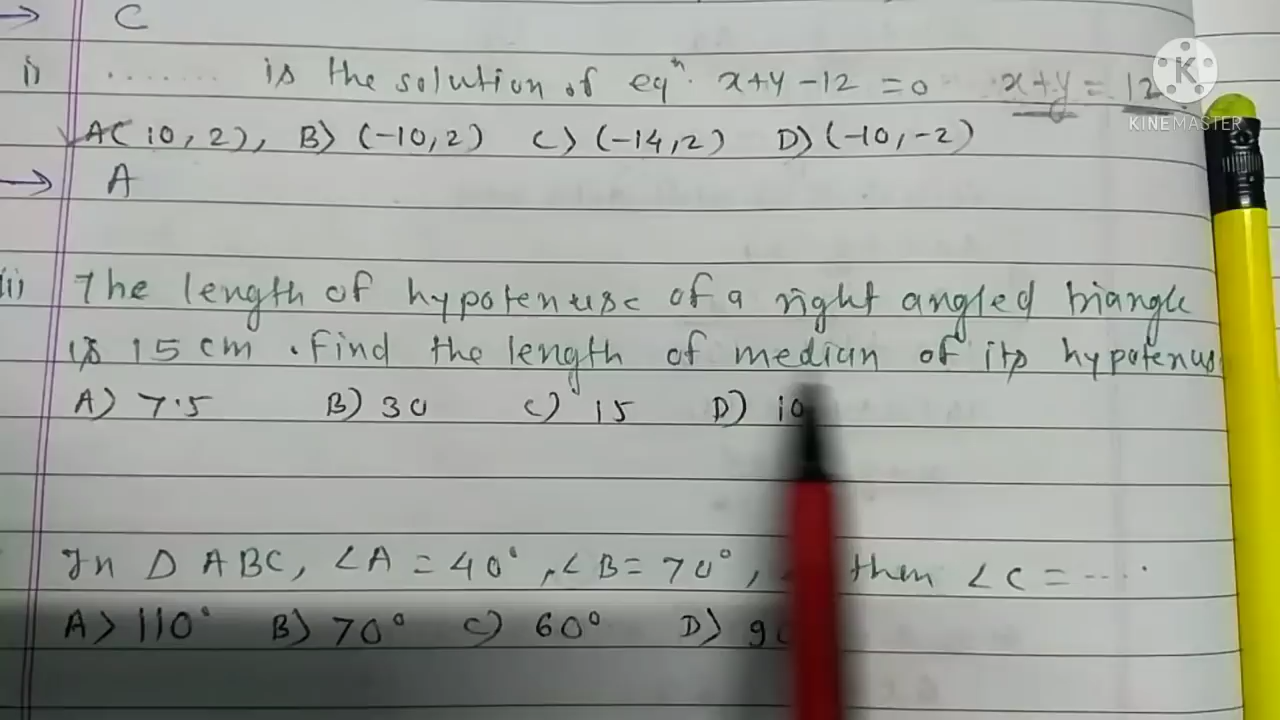 → C
i) ........ is the solution of eqⁿ. x+y-12=0 x+y = 12.
A( 10, 2), B) (-10,2) C) (-14,2) D) (-10,-2)
→ A
ii) The length of hypotenuse of a right angled triangle
is 15 cm . Find the length of median of its hypotenus
A) 7.5 B) 30 C) 15 D) 10
In Δ ABC, ∠A = 40°, ∠B = 70°, then ∠C = ----.
A) 110° B) 70° C) 60° D)
K
KINEMASTER